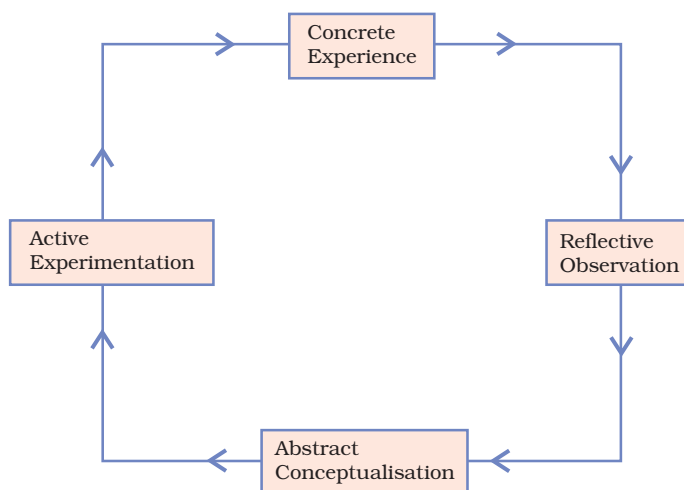 Concrete
Experience
Active
Experimentation
Reflective
Observation
Abstract
Conceptualisation